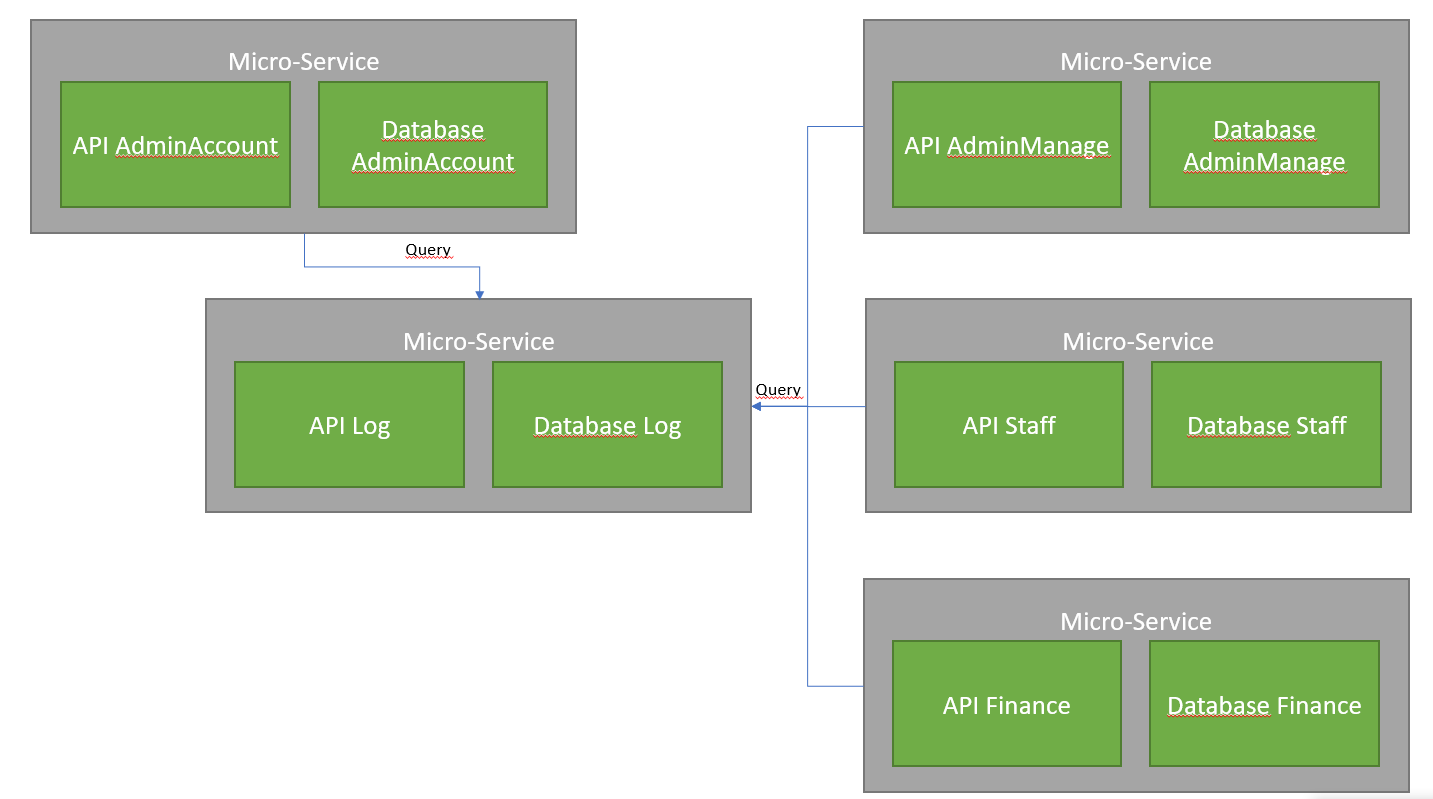 Micro-Service
API AdminAccount
Database
AdminAccount
Query
Micro-Service
API Log
Database Log
Query
Micro-Service
API AdminManage
Database
AdminManage
Micro-Service
API Staff
Database Staff
Micro-Service
API Finance
Database Finance